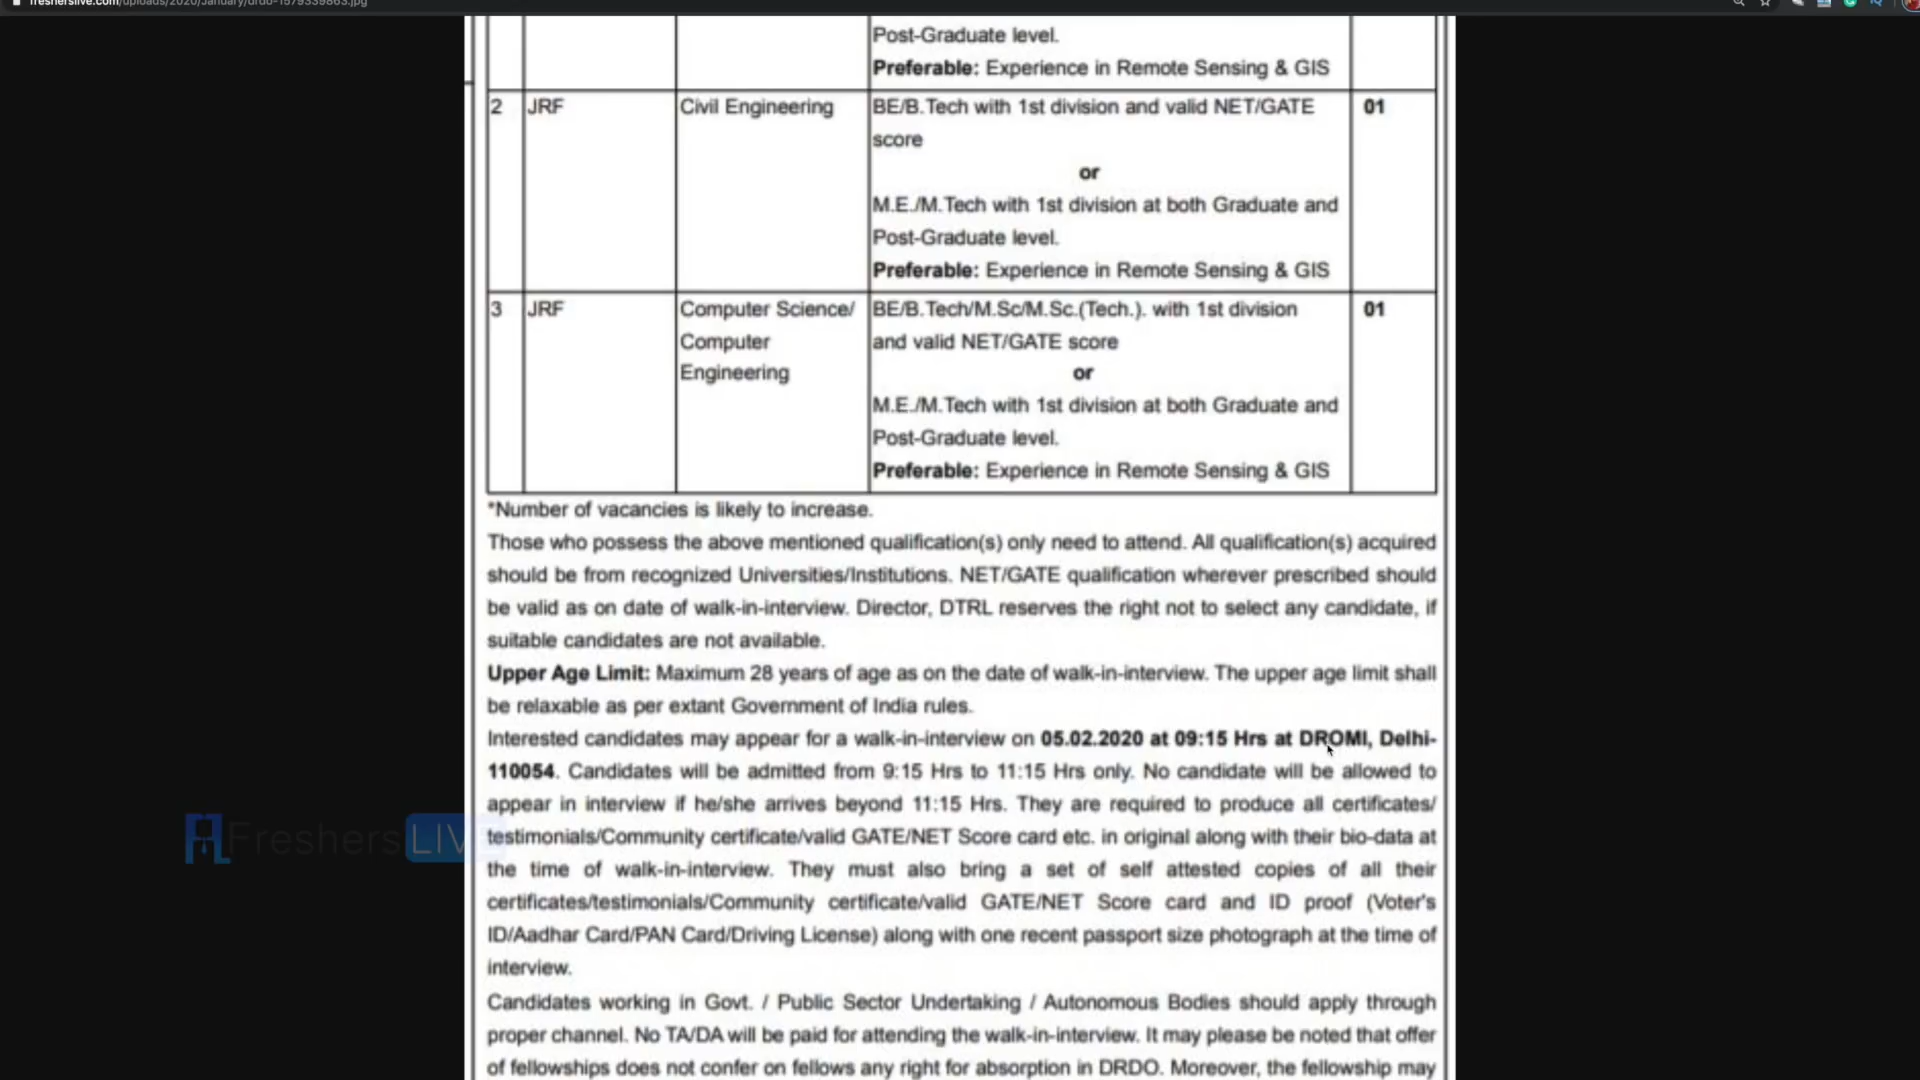 fresherslive.com/uploads/2020/January/drdo-1579339863.jpg
Post-Graduate level.
Preferable: Experience in Remote Sensing & GIS
2 JRF Civil Engineering BE/B.Tech with 1st division and valid NET/GATE 01
score
or
M.E./M.Tech with 1st division at both Graduate and
Post-Graduate level.
Preferable: Experience in Remote Sensing & GIS
3 JRF Computer Science/ BE/B.Tech/M.Sc/M.Sc.(Tech.). with 1st division 01
Computer and valid NET/GATE score
Engineering or
M.E./M.Tech with 1st division at both Graduate and
Post-Graduate level.
Preferable: Experience in Remote Sensing & GIS
*Number of vacancies is likely to increase.
Those who possess the above mentioned qualification(s) only need to attend. All qualification(s) acquired
should be from recognized Universities/Institutions. NET/GATE qualification wherever prescribed should
be valid as on date of walk-in-interview. Director, DTRL reserves the right not to select any candidate, if
suitable candidates are not available.
Upper Age Limit: Maximum 28 years of age as on the date of walk-in-interview. The upper age limit shall
be relaxable as per extant Government of India rules.
Interested candidates may appear for a walk-in-interview on 05.02.2020 at 09:15 Hrs at DROMI, Delhi-
110054. Candidates will be admitted from 9:15 Hrs to 11:15 Hrs only. No candidate will be allowed to
appear in interview if he/she arrives beyond 11:15 Hrs. They are required to produce all certificates/
testimonials/Community certificate/valid GATE/NET Score card etc. in original along with their bio-data at
the time of walk-in-interview. They must also bring a set of self attested copies of all their
certificates/testimonials/Community certificate/valid GATE/NET Score card and ID proof (Voter's
ID/Aadhar Card/PAN Card/Driving License) along with one recent passport size photograph at the time of
interview.
Candidates working in Govt. / Public Sector Undertaking / Autonomous Bodies should apply through
proper channel. No TA/DA will be paid for attending the walk-in-interview. It may please be noted that offer
of fellowships does not confer on fellows any right for absorption in DRDO. Moreover, the fellowship may
FreshersLIV